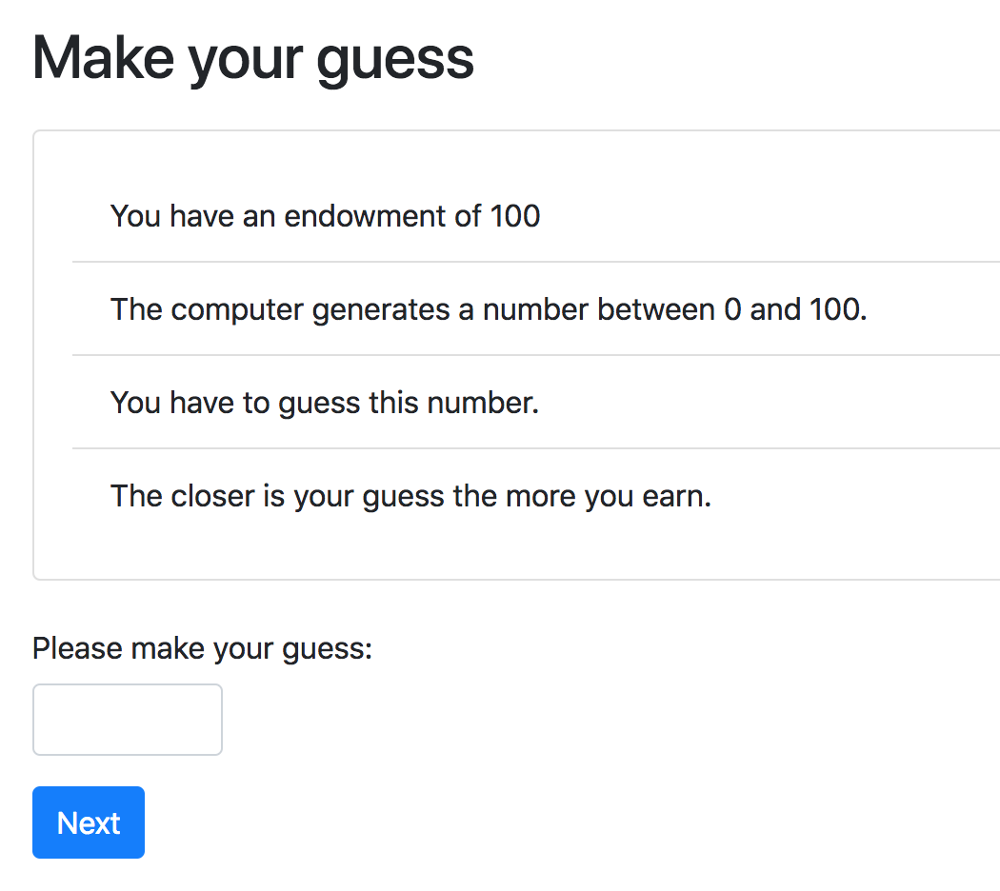 Make your guess
You have an endowment of 100
The computer generates a number between 0 and 100.
You have to guess this number.
The closer is your guess the more you earn.
Please make your guess:
Next